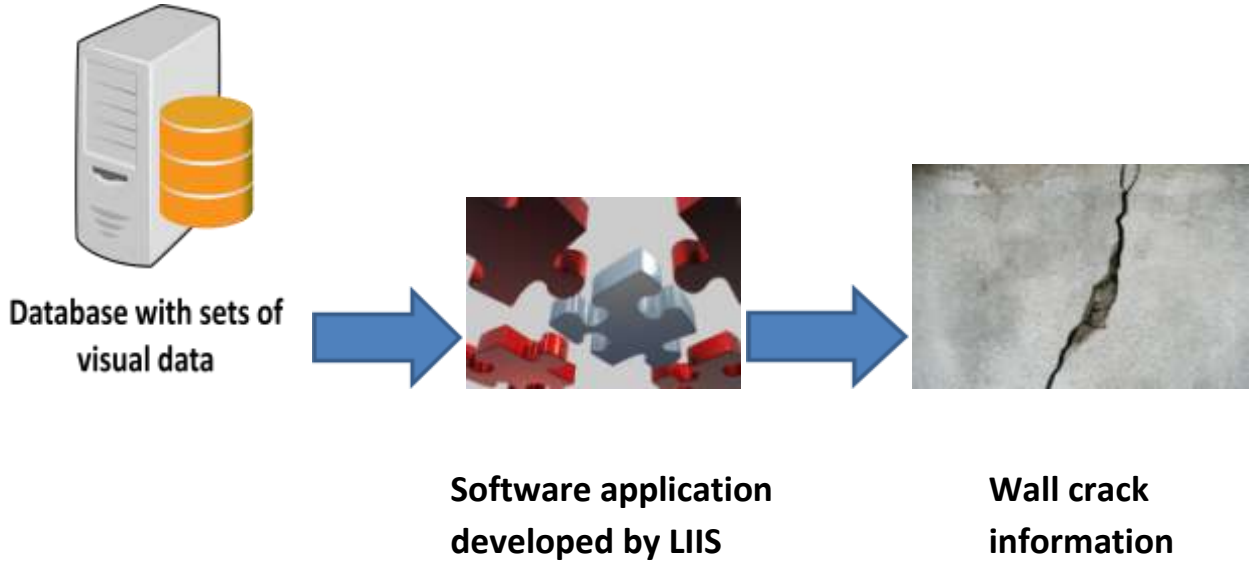 Database with sets of
visual data
Software application
developed by LIIS
Wall crack
information